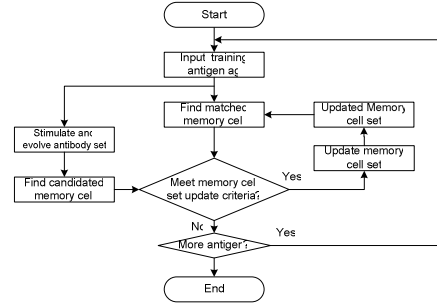 Start
Input training
antigen ag
Find matched
memory cel
Updated Memory
cell set
Stimulate and
evolve antibody set
Update memory
cell set
Find candidated
memory cel
Meet memory cel
set update criteria?
Yes
No
More antiger?
Yes
End